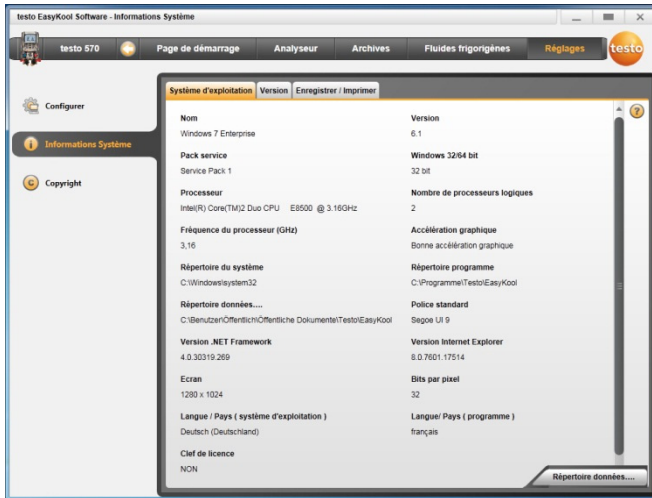 testo EasyKool Software - Informations Système
testo 570 Page de démarrage Analyseur Archives Fluides frigorigènes Réglages testo
Configurer
Informations Système
Copyright
Système d'exploitation Version Enregistrer / Imprimer
Nom Version
Windows 7 Enterprise 6.1
Pack service Windows 32/64 bit
Service Pack 1 32 bit
Processeur Nombre de processeurs logiques
Intel(R) Core(TM)2 Duo CPU E8500 @ 3.16GHz 2
Fréquence du processeur (GHz) Accélération graphique
3,16 Bonne accélération graphique
Répertoire du système Répertoire programme
C:\Windows\system32 C:\Programme\Testo\EasyKool
Répertoire données.... Police standard
C:\Benutzer\Öffentlich\Öffentliche Dokumente\Testo\EasyKool Segoe UI 9
Version .NET Framework Version Internet Explorer
4.0.30319.269 8.0.7601.17514
Ecran Bits par pixel
1280 x 1024 32
Langue / Pays ( système d'exploitation ) Langue/ Pays ( programme )
Deutsch (Deutschland) français
Clef de licence
NON
Répertoire données....